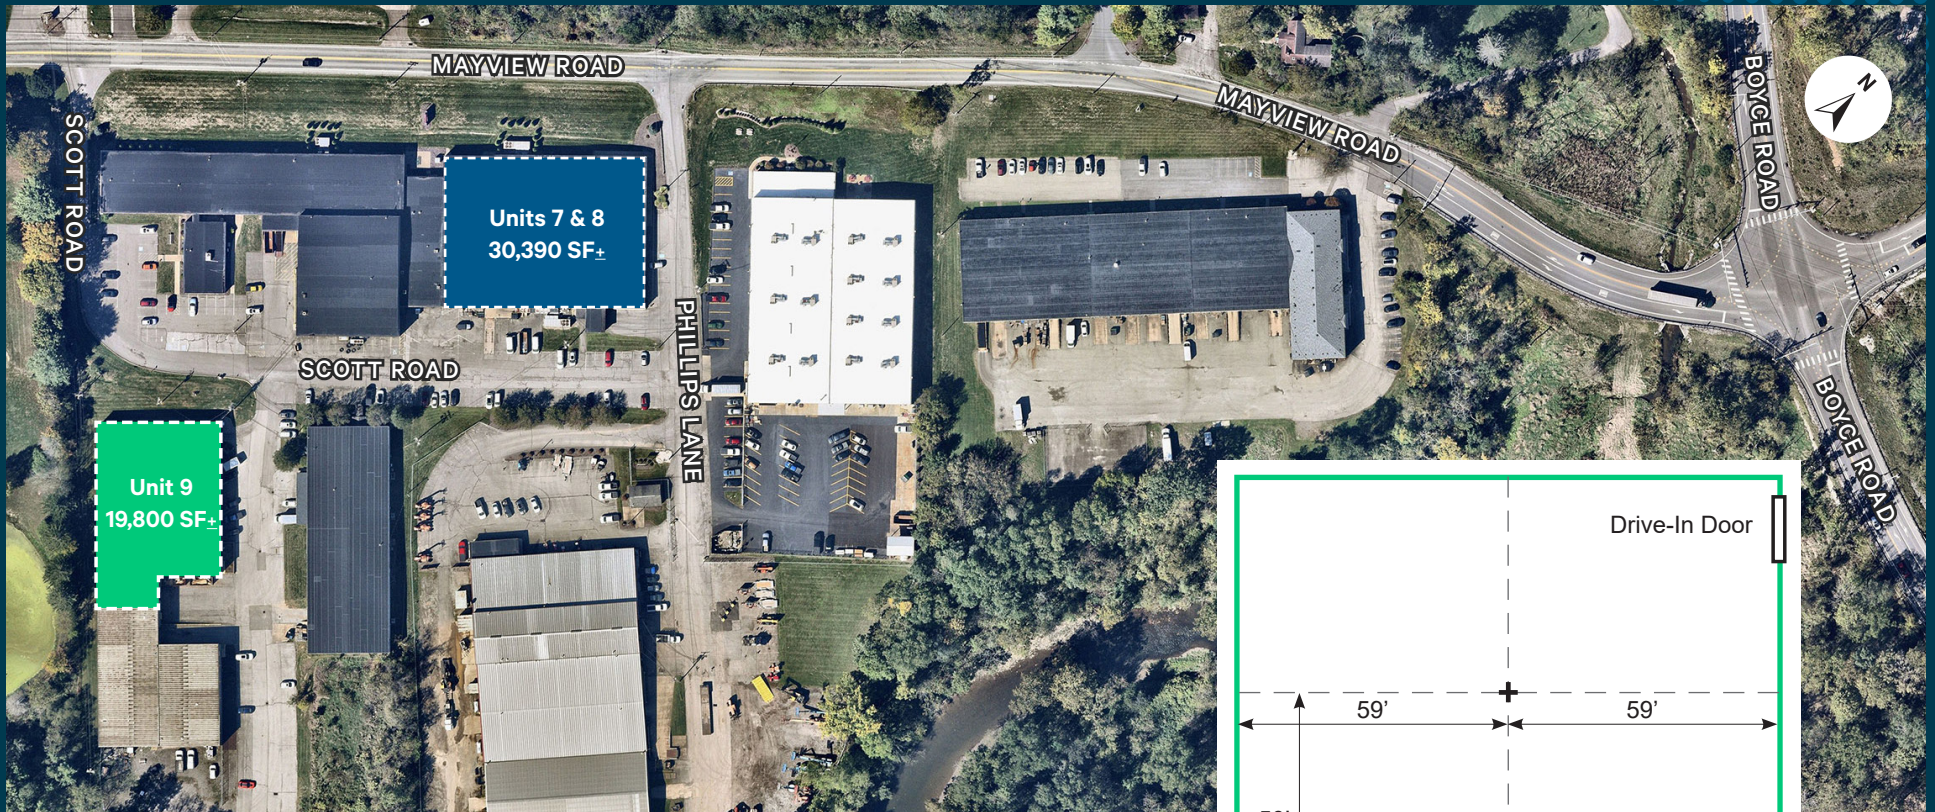 MAYVIEW ROAD
MAYVIEW ROAD
BOYCE ROAD
N
SCOTT ROAD
Units 7 & 8
30,390 SF±
PHILLIPS LANE
SCOTT ROAD
BOYCE ROAD
Unit 9
19,800 SF±
Drive-In Door
59’
59’